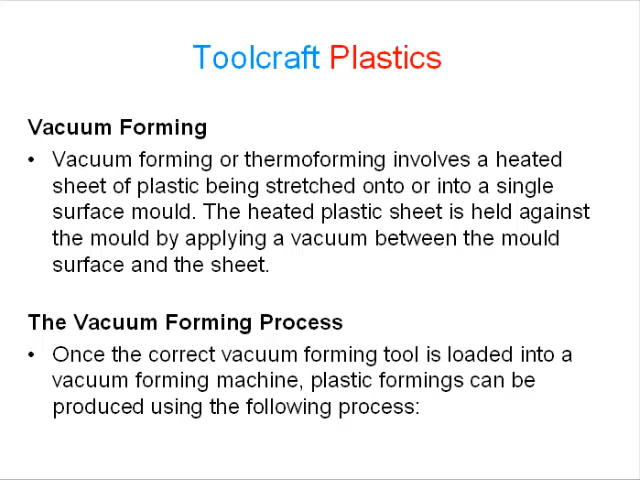 Toolcraft Plastics
Vacuum Forming
• Vacuum forming or thermoforming involves a heated
sheet of plastic being stretched onto or into a single
surface mould. The heated plastic sheet is held against
the mould by applying a vacuum between the mould
surface and the sheet.
The Vacuum Forming Process
• Once the correct vacuum forming tool is loaded into a
vacuum forming machine, plastic formings can be
produced using the following process: